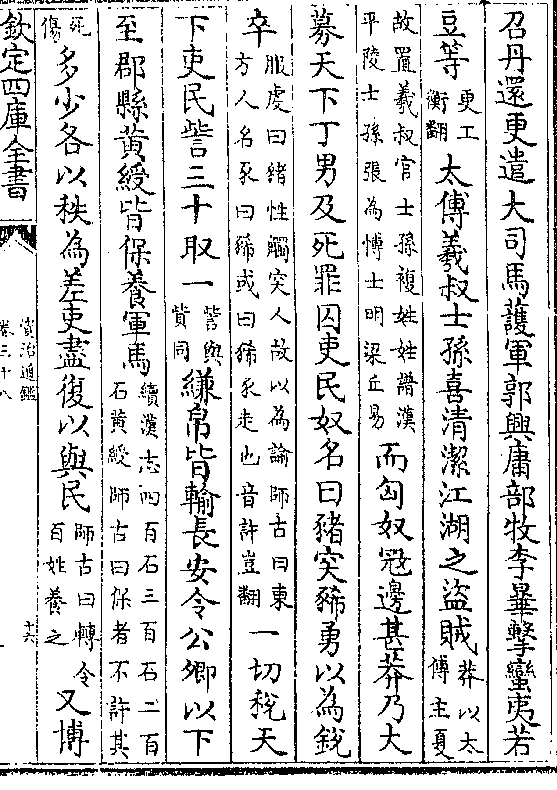 召丹還更遣大司馬護軍郭興庸部牧李曅擊蠻夷若
豆等更工衡翻太傅羲叔士孫喜清潔江湖之盜賊莽以太傅主夏
故置羲叔官士孫複姓姓譜漢平陵士孫張為愽士明梁丘易而匈奴冦邊甚莽乃大
募天下丁男及死罪囚吏民奴名曰豬突豨勇以為銳
卒服虔曰豬性觸突人故以為諭師古曰東方人名豕曰豨或曰豨豕走也音許豈翻一切稅天
下吏民訾三十取一訾與貲同縑帛皆輸長安令公卿以下
至郡縣黃綬皆保養軍馬續漢志四百石三百石二百石黃綬師古曰保者不許其
死傷多少各以秩為差吏盡復以與民師古曰轉令百姓養之又博
欽定四庫全書
資治通鑑
卷三十八
十六